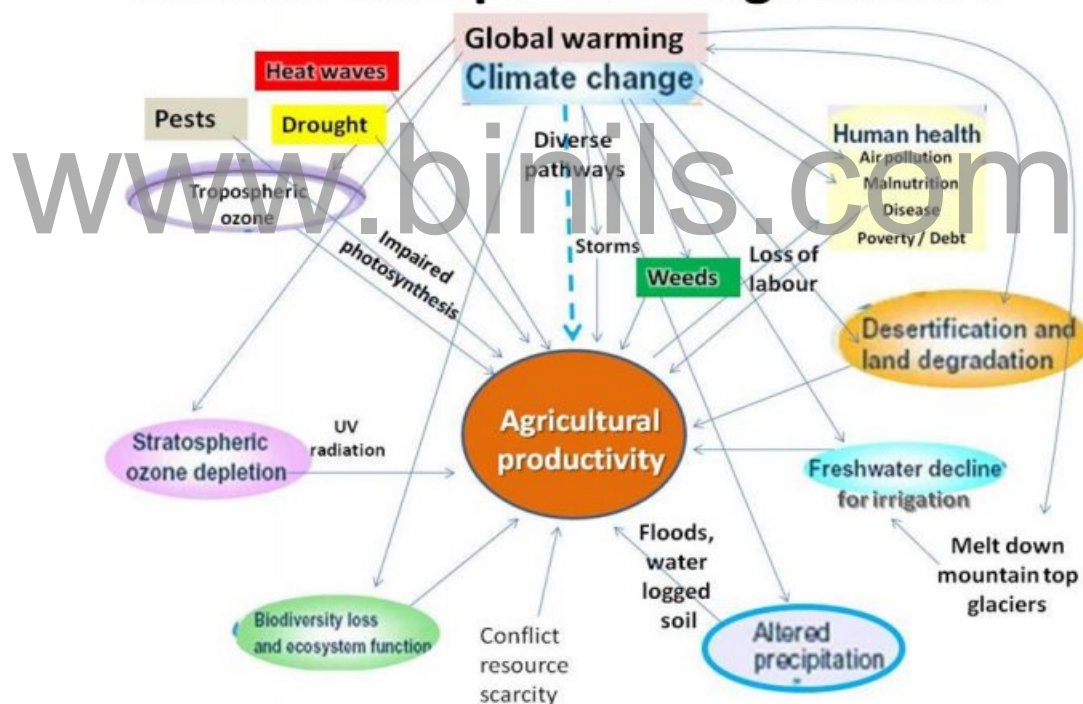 Global warming
Climate change
Heat waves
Pests
Drought
Diverse
pathways
Human health
Air pollution
Malnutrition
Disease
Poverty / Debt
www.binils.com
Tropospheric
ozone
Impaired
photosynthesis
Storms
Weeds
Loss of
labour
Desertification and
land degradation
Agricultural
productivity
Stratospheric
ozone depletion
UV
radiation
Freshwater decline
for irrigation
Floods,
water
logged
soil
Melt down
mountain top
glaciers
Biodiversity loss
and ecosystem function
Conflict
resource
scarcity
Altered
precipitation